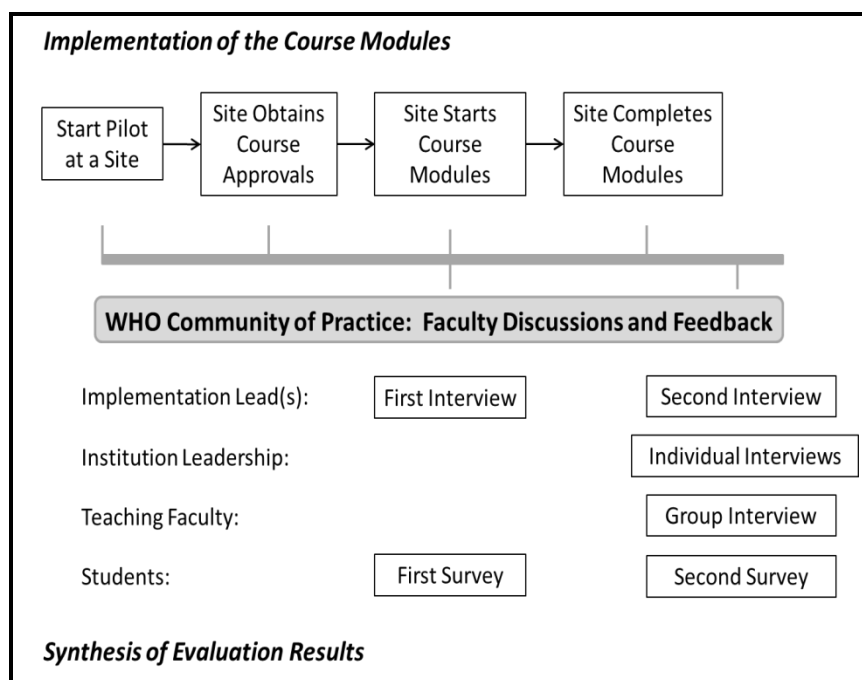 Implementation of the Course Modules
Start Pilot
at a Site
Site Obtains
Course
Approvals
Site Starts
Course
Modules
Site Completes
Course
Modules
WHO Community of Practice: Faculty Discussions and Feedback
Implementation Lead(s):
First Interview
Second Interview
Institution Leadership:
Individual Interviews
Teaching Faculty:
Group Interview
Students:
First Survey
Second Survey
Synthesis of Evaluation Results